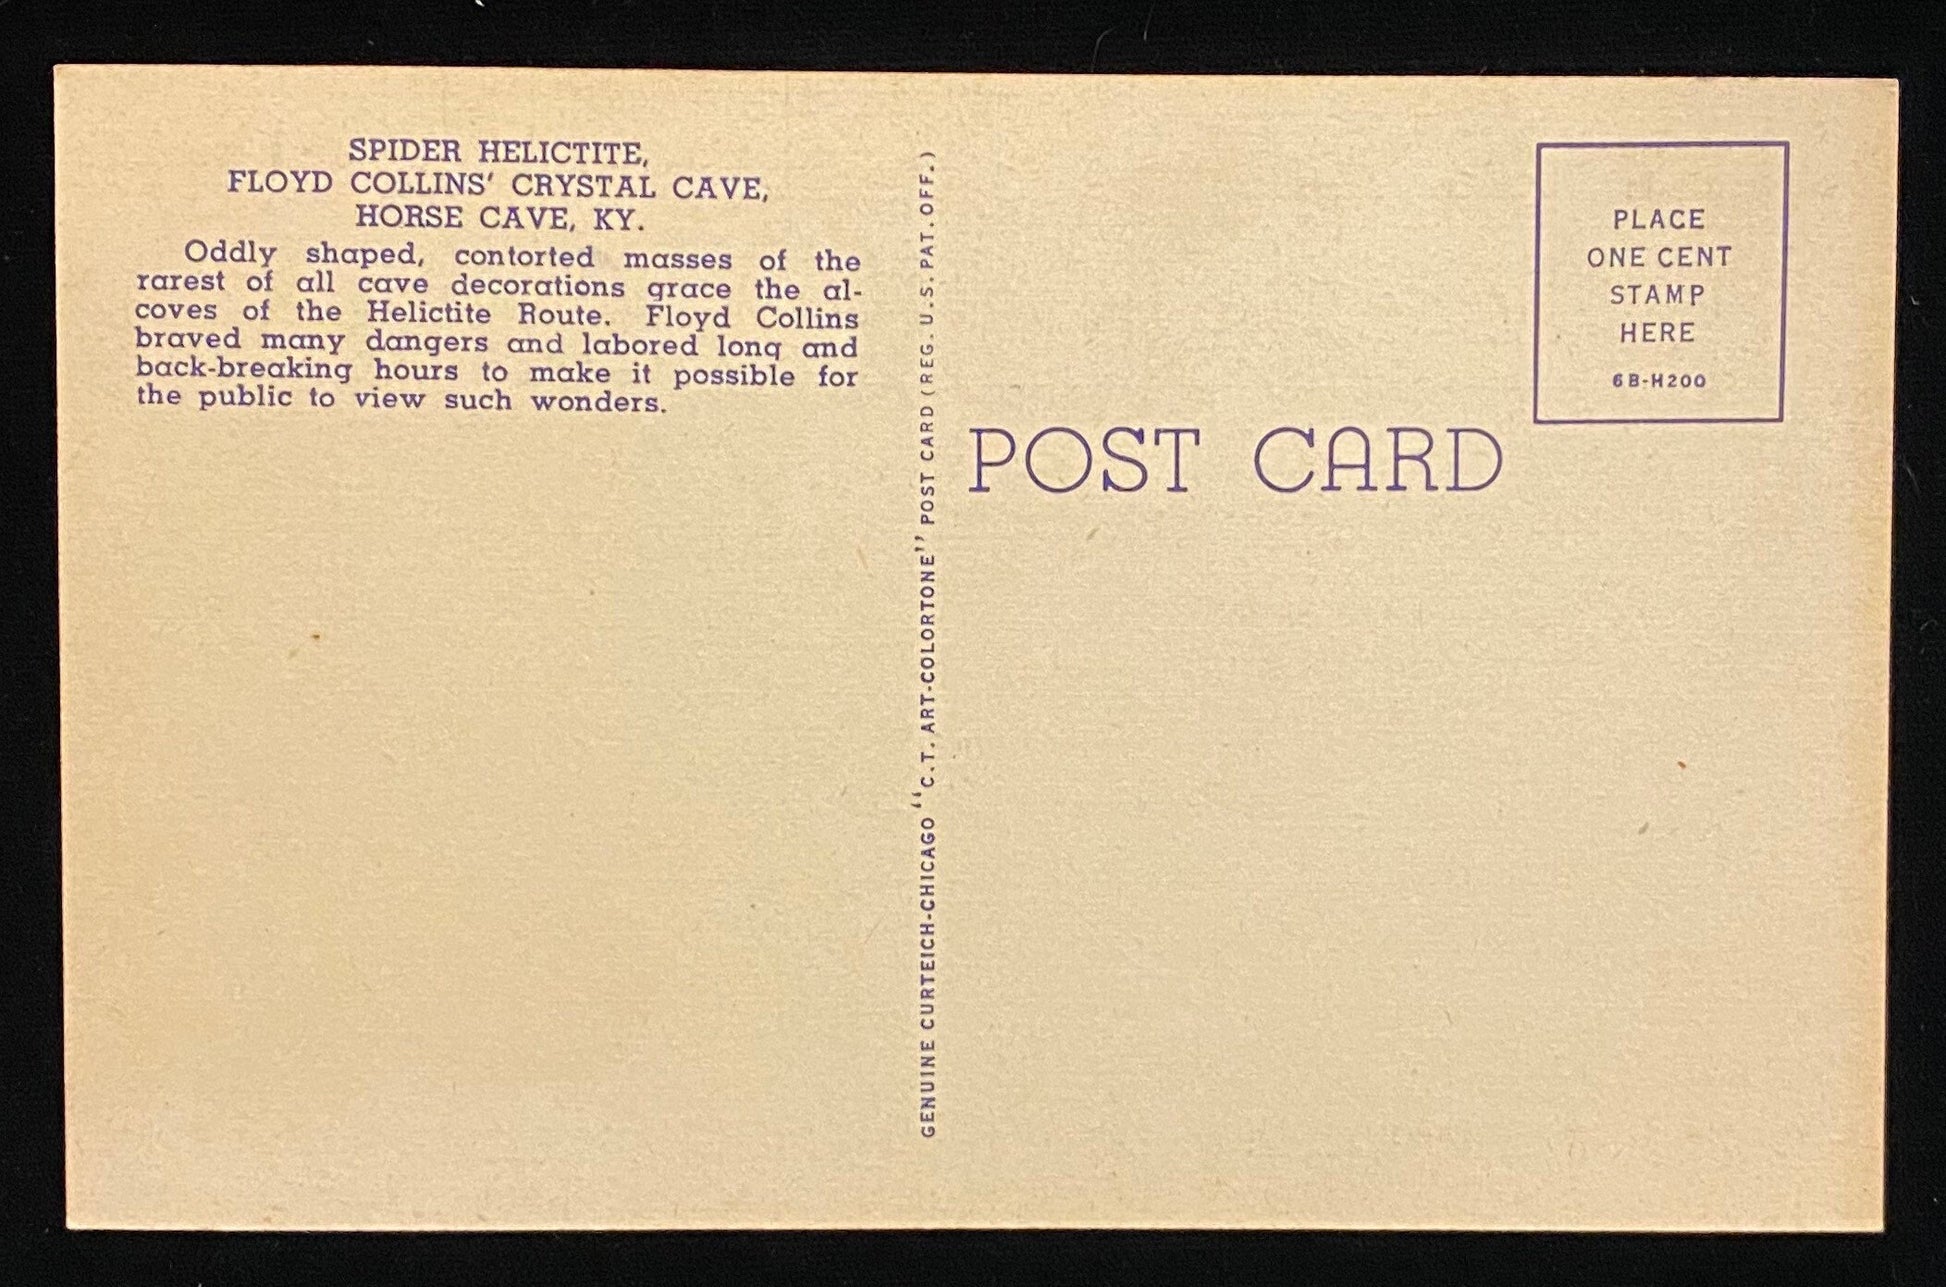 SPIDER HELICTITE,
FLOYD COLLINS' CRYSTAL CAVE,
HORSE CAVE, KY.
Oddly shaped, contorted masses of the
rarest of all cave decorations grace the al-
coves of the Helictite Route. Floyd Collins
braved many dangers and labored long and
back-breaking hours to make it possible for
the public to view such wonders.
GENUINE CURTEICH-CHICAGO "C.T. ART-COLORTONE" POST CARD (REG. U.S. PAT. OFF.)
POST CARD
PLACE
ONE CENT
STAMP
HERE
6B-H200